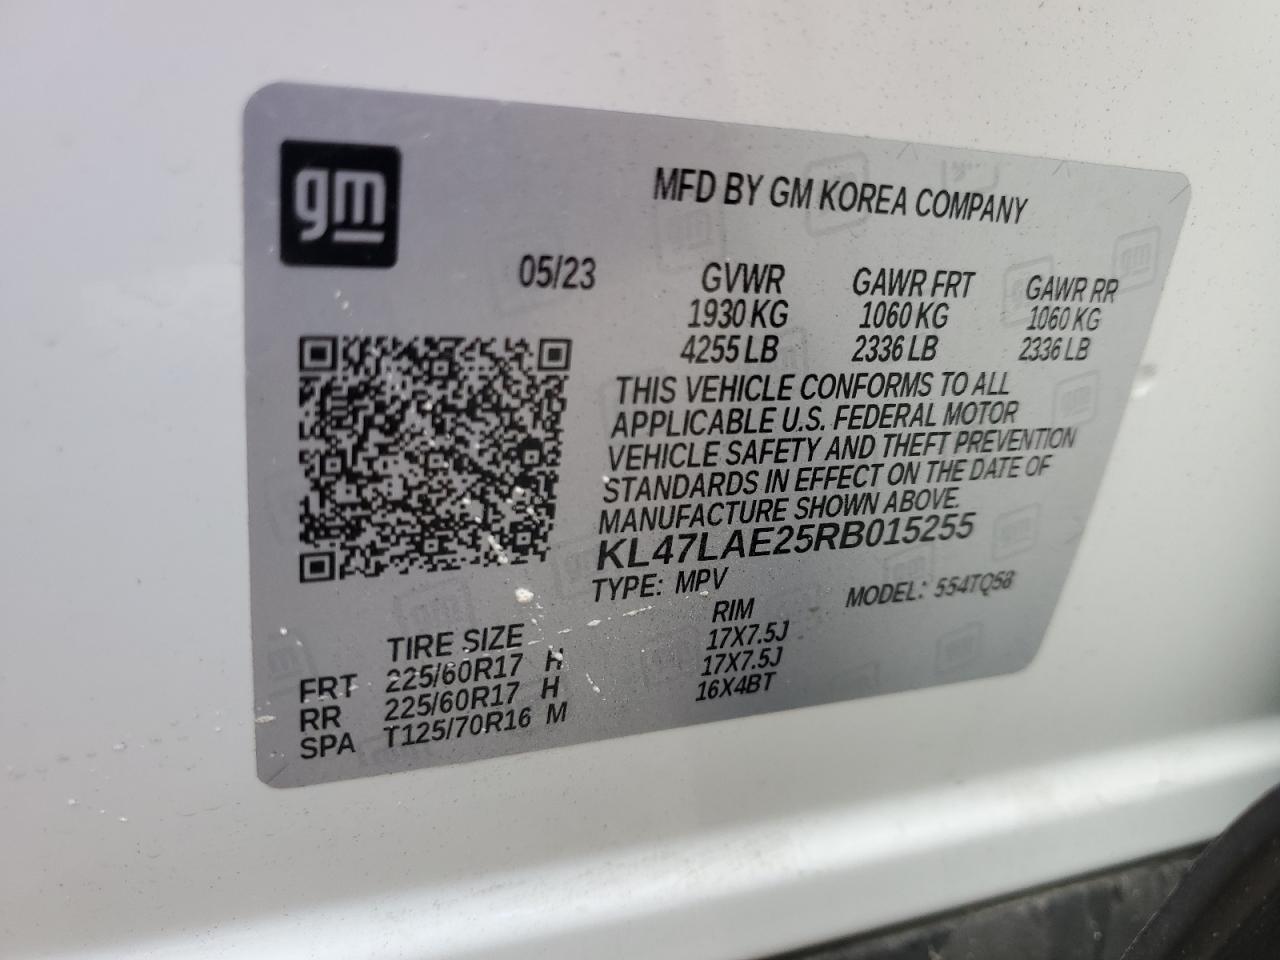 gm
MFD BY GM KOREA COMPANY
05/23 GVWR GAWR FRT GAWR RR
1930 KG 1060 KG 1060 KG
4255 LB 2336 LB 2336 LB
THIS VEHICLE CONFORMS TO ALL
APPLICABLE U.S. FEDERAL MOTOR
VEHICLE SAFETY AND THEFT PREVENTION
STANDARDS IN EFFECT ON THE DATE OF
MANUFACTURE SHOWN ABOVE.
KL47LAE25RB015255
TYPE: MPV MODEL: 554TQ58
TIRE SIZE RIM
FRT 225/60R17 H 17X7.5J
RR 225/60R17 H 17X7.5J
SPA T125/70R16 M 16X4BT